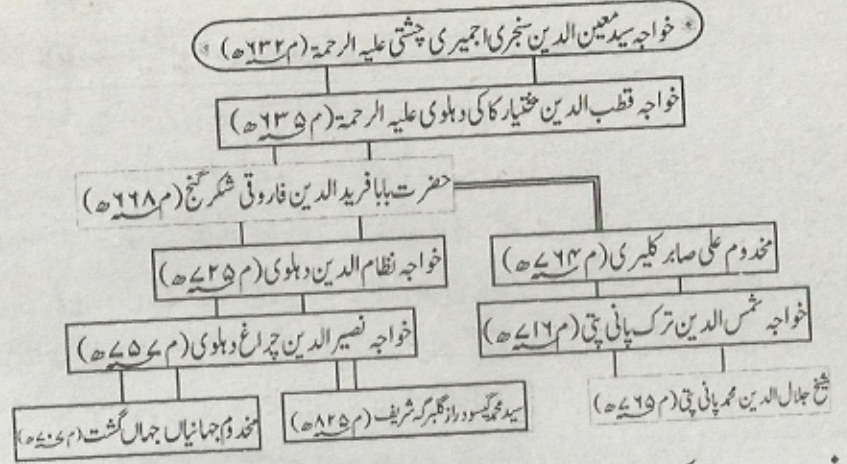 خواجہ سید معین الدین سنجری اجمیری چشتی علیہ الرحمۃ (م ۶۳۲ھ)
خواجہ قطب الدین بختیار کاکی دہلوی علیہ الرحمۃ (م ۶۳۵ھ)
حضرت بابا فرید الدین فاروقی شکر گنج (م ۶۶۸ھ)
مخدوم علی صابر کلیری (م ۷۶۴ھ)
خواجہ نظام الدین دہلوی (م ۷۲۵ھ)
خواجہ شمس الدین ترک پانی پتی (م ۷۱۶ھ)
خواجہ نصیر الدین چراغ دہلوی (م ۷۵۷ھ)
شیخ جلال الدین محمد پانی پتی (م ۷۶۵ھ)
سید محمد گیسو دراز گلبرگہ شریف (م ۸۲۵ھ)
مخدوم جہانیاں جہاں گشت (م ۷۰۷ھ)